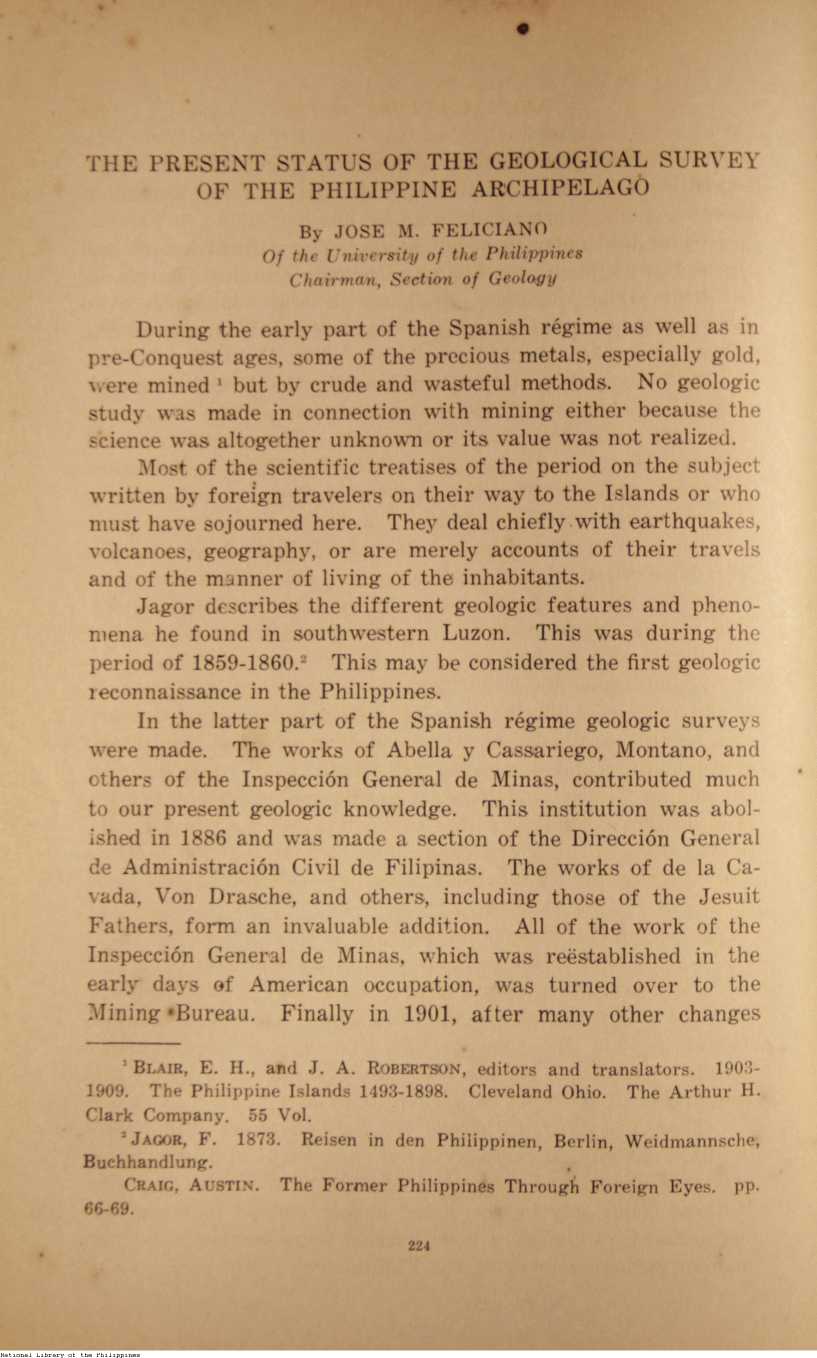 THE PRESENT STATUS OF THE GEOLOGICAL SURVEY
OF THE PHILIPPINE ARCHIPELAGO
By JOSE M. FELICIANO
Of the University of the Philippines
Chairman, Section of Geology
During the early part of the Spanish régime as well as in
pre-Conquest ages, some of the precious metals, especially gold,
were mined ¹ but by crude and wasteful methods. No geologic
study was made in connection with mining either because the
science was altogether unknown or its value was not realized.
Most of the scientific treatises of the period on the subject
written by foreign travelers on their way to the Islands or who
must have sojourned here. They deal chiefly with earthquakes,
volcanoes, geography, or are merely accounts of their travels
and of the manner of living of the inhabitants.
Jagor describes the different geologic features and pheno-
mena he found in southwestern Luzon. This was during the
period of 1859-1860.² This may be considered the first geologic
reconnaissance in the Philippines.
In the latter part of the Spanish régime geologic surveys
were made. The works of Abella y Cassariego, Montano, and
others of the Inspección General de Minas, contributed much
to our present geologic knowledge. This institution was abol-
ished in 1886 and was made a section of the Dirección General
de Administración Civil de Filipinas. The works of de la Ca-
vada, Von Drasche, and others, including those of the Jesuit
Fathers, form an invaluable addition. All of the work of the
Inspección General de Minas, which was reëstablished in the
early days of American occupation, was turned over to the
Mining Bureau. Finally in 1901, after many other changes
¹ BLAIR, E. H., and J. A. ROBERTSON, editors and translators. 1903-
1909. The Philippine Islands 1493-1898. Cleveland Ohio. The Arthur H.
Clark Company. 55 Vol.
² JAGOR, F. 1873. Reisen in den Philippinen, Berlin, Weidmannsche,
Buchhandlung.
CRAIG, AUSTIN. The Former Philippines Through Foreign Eyes. pp.
66-69.
224
National Library of the Philippines